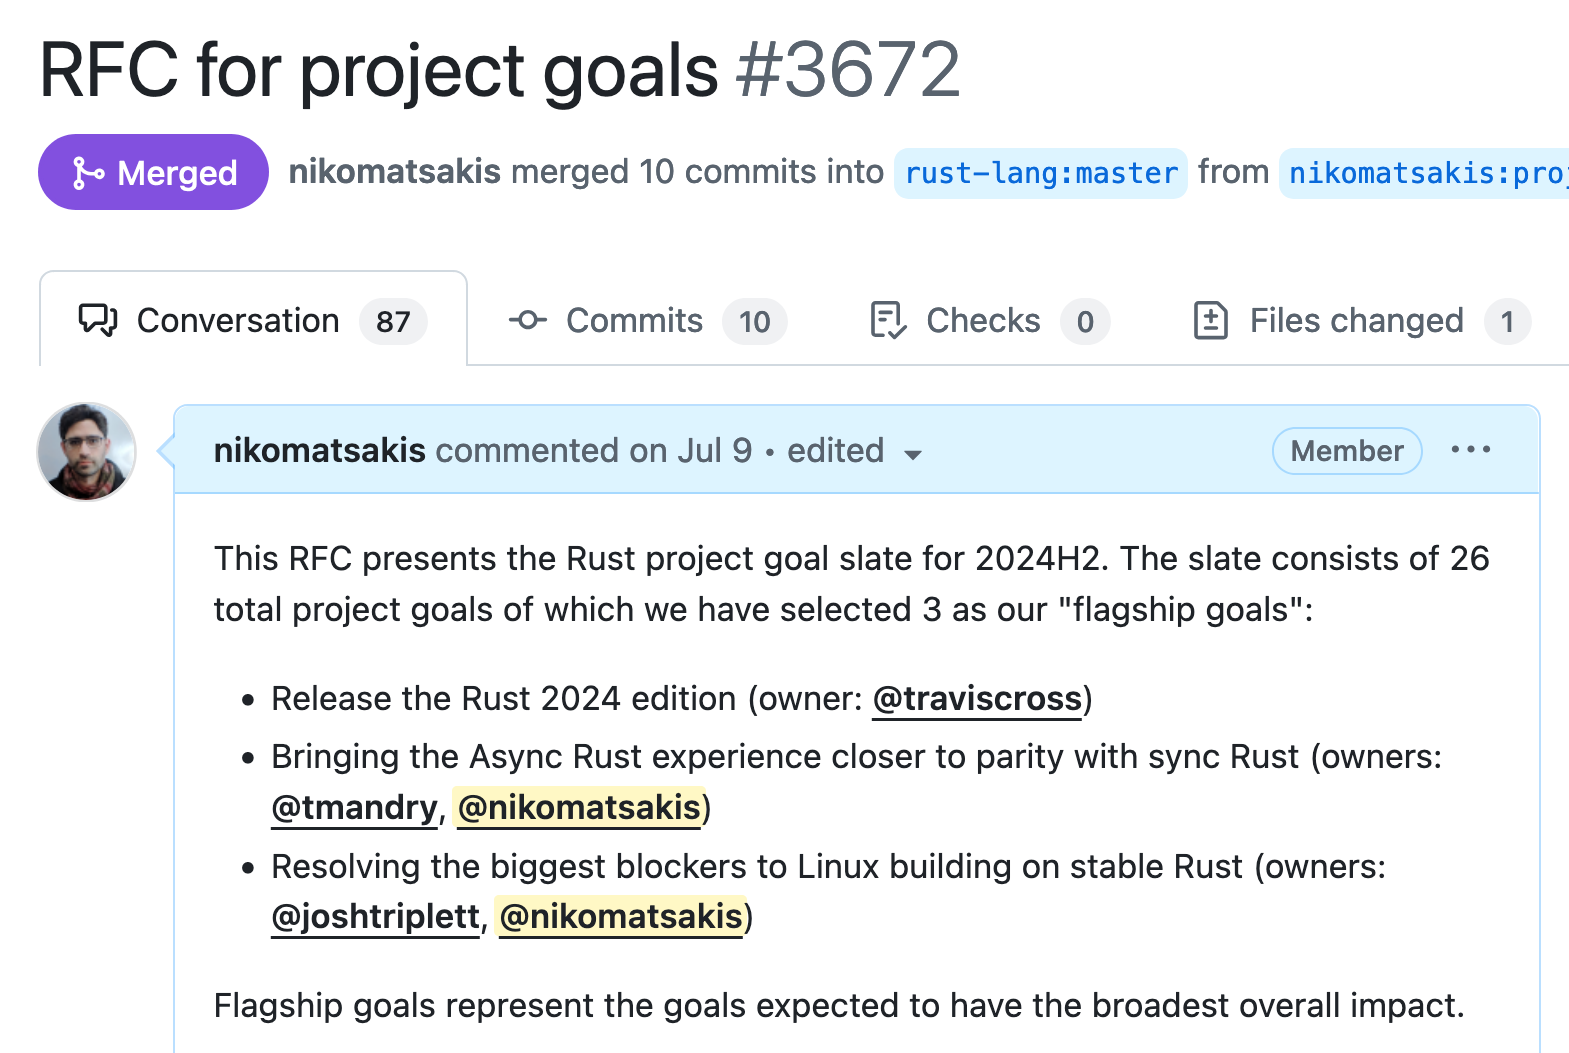 RFC for project goals #3672
Merged nikomatsakis merged 10 commits into rust-lang:master from nikomatsakis:proj
Conversation 87 Commits 10 Checks 0 Files changed 1
nikomatsakis commented on Jul 9 • edited Member ...
This RFC presents the Rust project goal slate for 2024H2. The slate consists of 26
total project goals of which we have selected 3 as our "flagship goals":
• Release the Rust 2024 edition (owner: @traviscross)
• Bringing the Async Rust experience closer to parity with sync Rust (owners:
@tmandry, @nikomatsakis)
• Resolving the biggest blockers to Linux building on stable Rust (owners:
@joshtriplett, @nikomatsakis)
Flagship goals represent the goals expected to have the broadest overall impact.